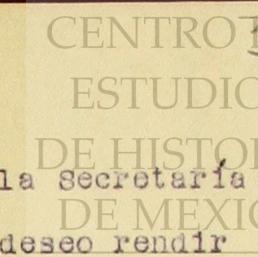 CENTRO
ESTUDIO
DE HISTO
la Secretaría
DE MEXIC
deseo rendir